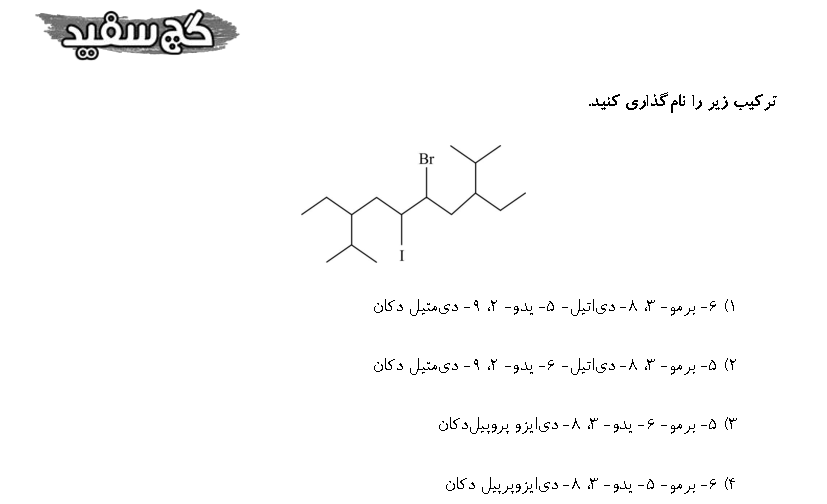 گچ سفید
ترکیب زیر را نام‌گذاری کنید.
Br
I
۱) ۶- برمو- ۳، ۸- دی‌اتیل- ۵- یدو- ۲، ۹- دی‌متیل دکان
۲) ۵- برمو- ۳، ۸- دی‌اتیل- ۶- یدو- ۲، ۹- دی‌متیل دکان
۳) ۵- برمو- ۶- یدو- ۳، ۸- دی‌ایزو پروپیل‌دکان
۴) ۶- برمو- ۵- یدو- ۳، ۸- دی‌ایزوپرپیل دکان